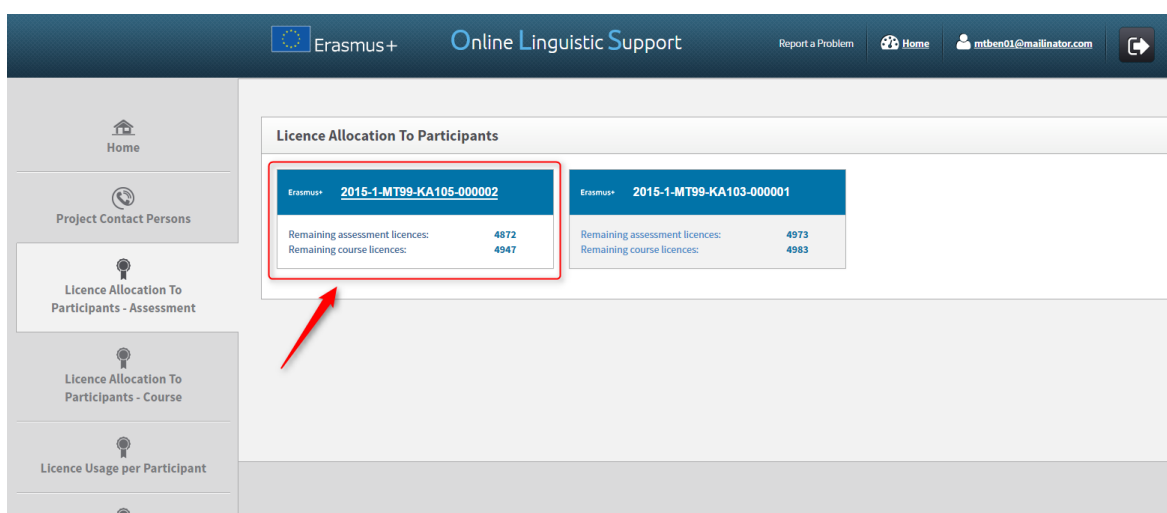 Erasmus+ Online Linguistic Support Report a Problem Home mtben01@mailinator.com
Home
Project Contact Persons
Licence Allocation To
Participants - Assessment
Licence Allocation To
Participants - Course
Licence Usage per Participant
Licence Allocation To Participants
Erasmus+ 2015-1-MT99-KA105-000002
Remaining assessment licences: 4872
Remaining course licences: 4947
Erasmus+ 2015-1-MT99-KA103-000001
Remaining assessment licences: 4973
Remaining course licences: 4983